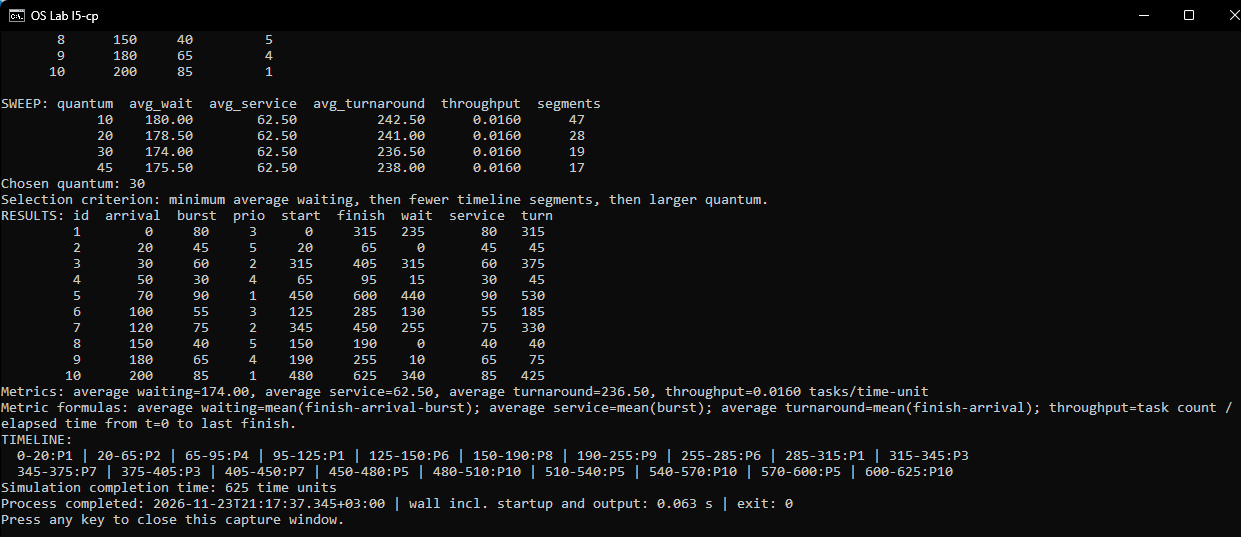 OS Lab I5-cp
8 150 40 5
9 180 65 4
10 200 85 1
SWEEP: quantum avg_wait avg_service avg_turnaround throughput segments
10 180.00 62.50 242.50 0.0160 47
20 178.50 62.50 241.00 0.0160 28
30 174.00 62.50 236.50 0.0160 19
45 175.50 62.50 238.00 0.0160 17
Chosen quantum: 30
Selection criterion: minimum average waiting, then fewer timeline segments, then larger quantum.
RESULTS: id arrival burst prio start finish wait service turn
1 0 80 3 0 315 235 80 315
2 20 45 5 20 65 0 45 45
3 30 60 2 315 405 315 60 375
4 50 30 4 65 95 15 30 45
5 70 90 1 450 600 440 90 530
6 100 55 3 125 285 130 55 185
7 120 75 2 345 450 255 75 330
8 150 40 5 150 190 0 40 40
9 180 65 4 190 255 10 65 75
10 200 85 1 480 625 340 85 425
Metrics: average waiting=174.00, average service=62.50, average turnaround=236.50, throughput=0.0160 tasks/time-unit
Metric formulas: average waiting=mean(finish-arrival-burst); average service=mean(burst); average turnaround=mean(finish-arrival); throughput=task count /
elapsed time from t=0 to last finish.
TIMELINE:
0-20:P1 | 20-65:P2 | 65-95:P4 | 95-125:P1 | 125-150:P6 | 150-190:P8 | 190-255:P9 | 255-285:P6 | 285-315:P1 | 315-345:P3
345-375:P7 | 375-405:P3 | 405-450:P7 | 450-480:P5 | 480-510:P10 | 510-540:P5 | 540-570:P10 | 570-600:P5 | 600-625:P10
Simulation completion time: 625 time units
Process completed: 2026-11-23T21:17:37.345+03:00 | wall incl. startup and output: 0.063 s | exit: 0
Press any key to close this capture window.